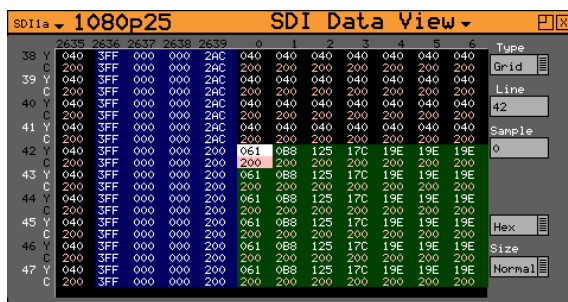 SDI1a 1080p25 SDI Data View
2635 2636 2637 2638 2639 0 1 2 3 4 5 6 Type
38 Y 040 3FF 000 000 2AC 040 040 040 040 040 040 040
C 200 3FF 000 000 2AC 200 200 200 200 200 200 200 Grid
39 Y 040 3FF 000 000 2AC 040 040 040 040 040 040 040
C 200 3FF 000 000 2AC 200 200 200 200 200 200 200 Line
40 Y 040 3FF 000 000 2AC 040 040 040 040 040 040 040 42
C 200 3FF 000 000 2AC 200 200 200 200 200 200 200
41 Y 040 3FF 000 000 2AC 040 040 040 040 040 040 040 Sample
C 200 3FF 000 000 2AC 200 200 200 200 200 200 200
42 Y 040 3FF 000 000 200 061 0B8 125 17C 19E 19E 19E 0
C 200 3FF 000 000 200 200 200 200 200 200 200 200
43 Y 040 3FF 000 000 200 061 0B8 125 17C 19E 19E 19E
C 200 3FF 000 000 200 200 200 200 200 200 200 200
44 Y 040 3FF 000 000 200 061 0B8 125 17C 19E 19E 19E
C 200 3FF 000 000 200 200 200 200 200 200 200 200
45 Y 040 3FF 000 000 200 061 0B8 125 17C 19E 19E 19E Hex
C 200 3FF 000 000 200 200 200 200 200 200 200 200
46 Y 040 3FF 000 000 200 061 0B8 125 17C 19E 19E 19E Size
C 200 3FF 000 000 200 200 200 200 200 200 200 200
47 Y 040 3FF 000 000 200 061 0B8 125 17C 19E 19E 19E Normal
C 200 3FF 000 000 200 200 200 200 200 200 200 200